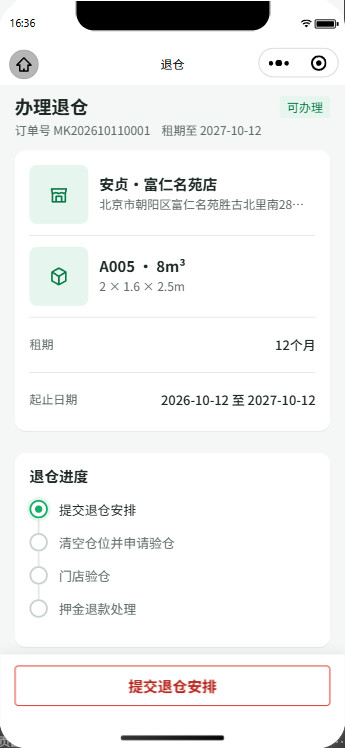 16:36
退仓
办理退仓
可办理
订单号 MK202610110001 租期至 2027-10-12
安贞·富仁名苑店
北京市朝阳区富仁名苑胜古北里南28···
A005 · 8m³
2 × 1.6 × 2.5m
租期
12个月
起止日期
2026-10-12 至 2027-10-12
退仓进度
提交退仓安排
清空仓位并申请验仓
门店验仓
押金退款处理
提交退仓安排